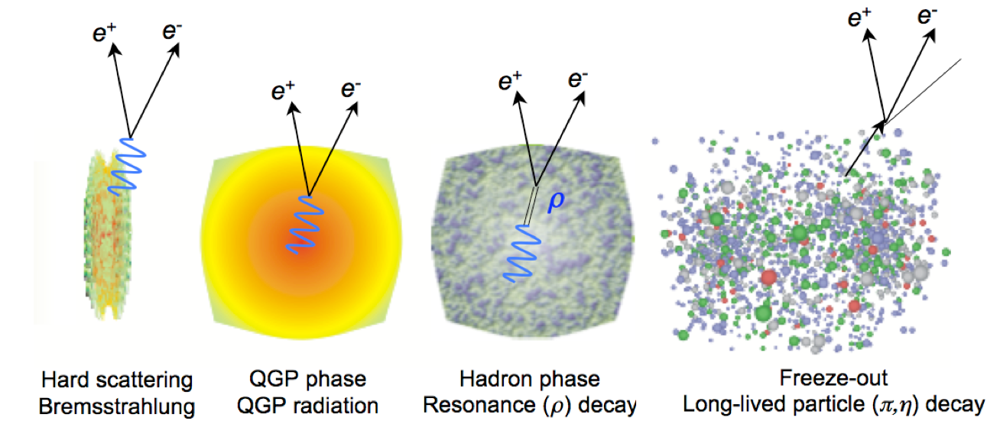 e+ e-
e+ e-
e+ e-
e+ e-
ρ
Hard scattering
Bremsstrahlung
QGP phase
QGP radiation
Hadron phase
Resonance (ρ) decay
Freeze-out
Long-lived particle (π,η) decay